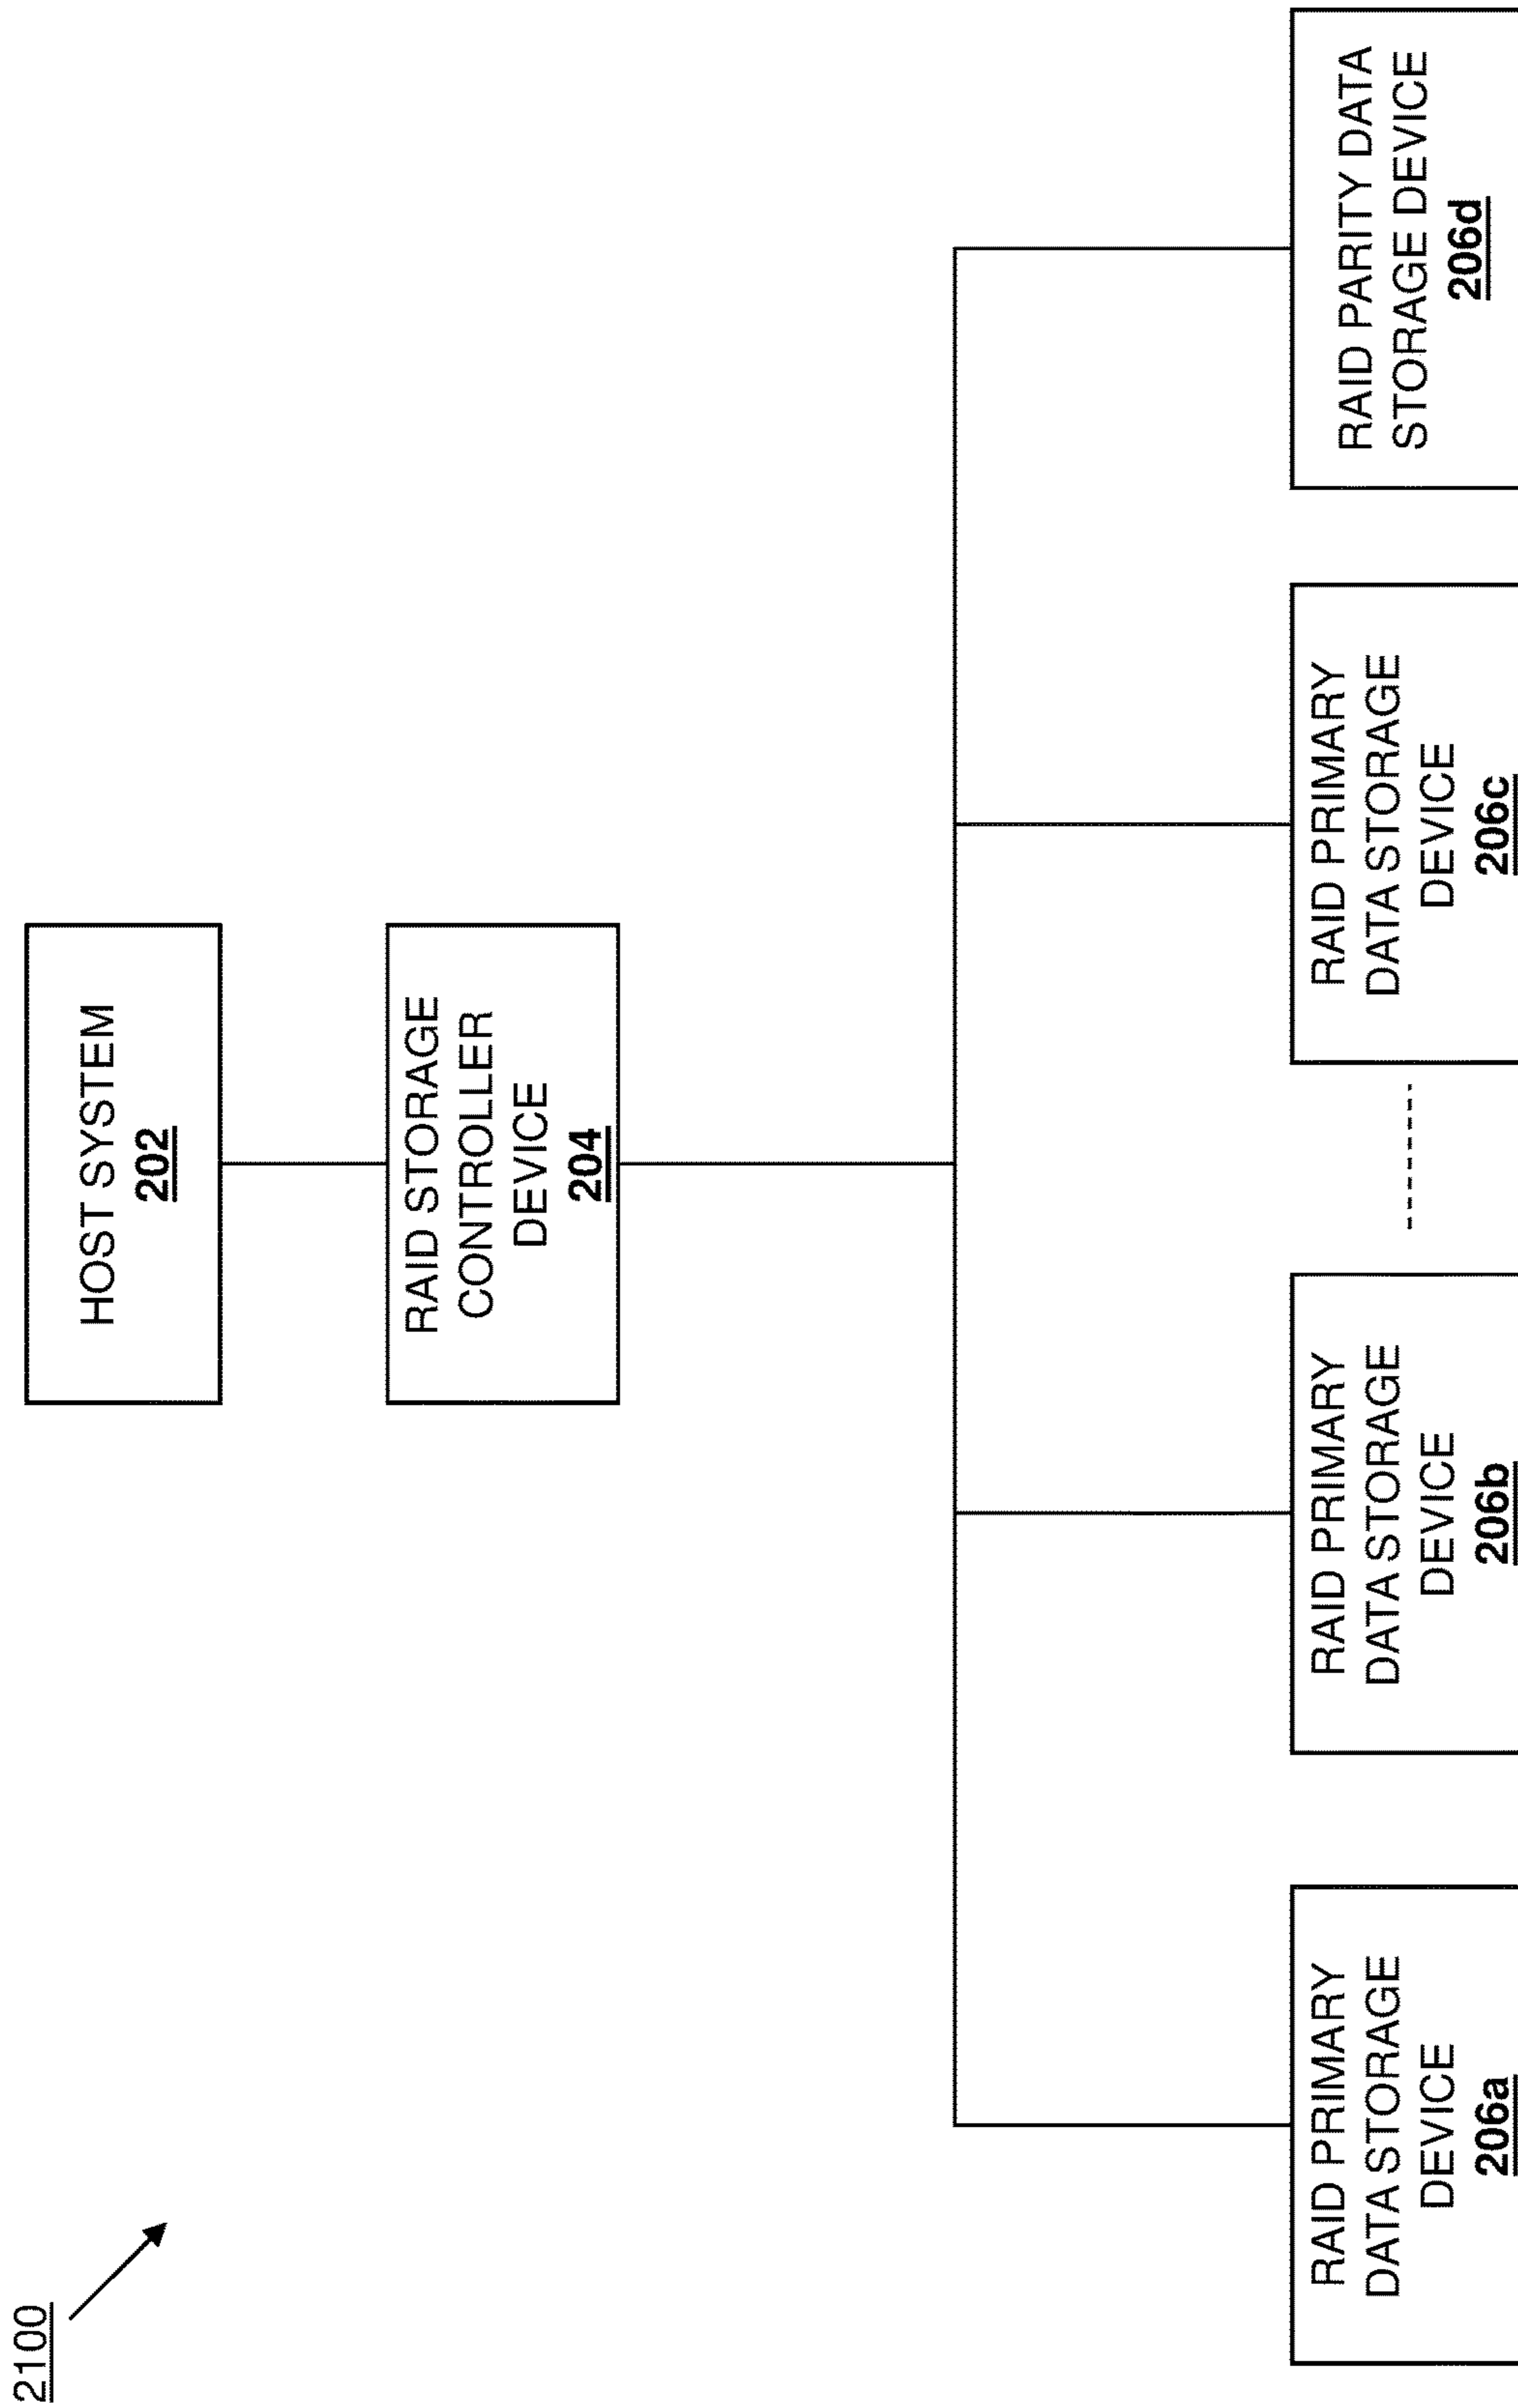 2100
HOST SYSTEM
202
RAID STORAGE
CONTROLLER
DEVICE
204
RAID PRIMARY
DATA STORAGE
DEVICE
206a
RAID PRIMARY
DATA STORAGE
DEVICE
206b
RAID PRIMARY
DATA STORAGE
DEVICE
206c
RAID PARITY DATA
STORAGE DEVICE
206d